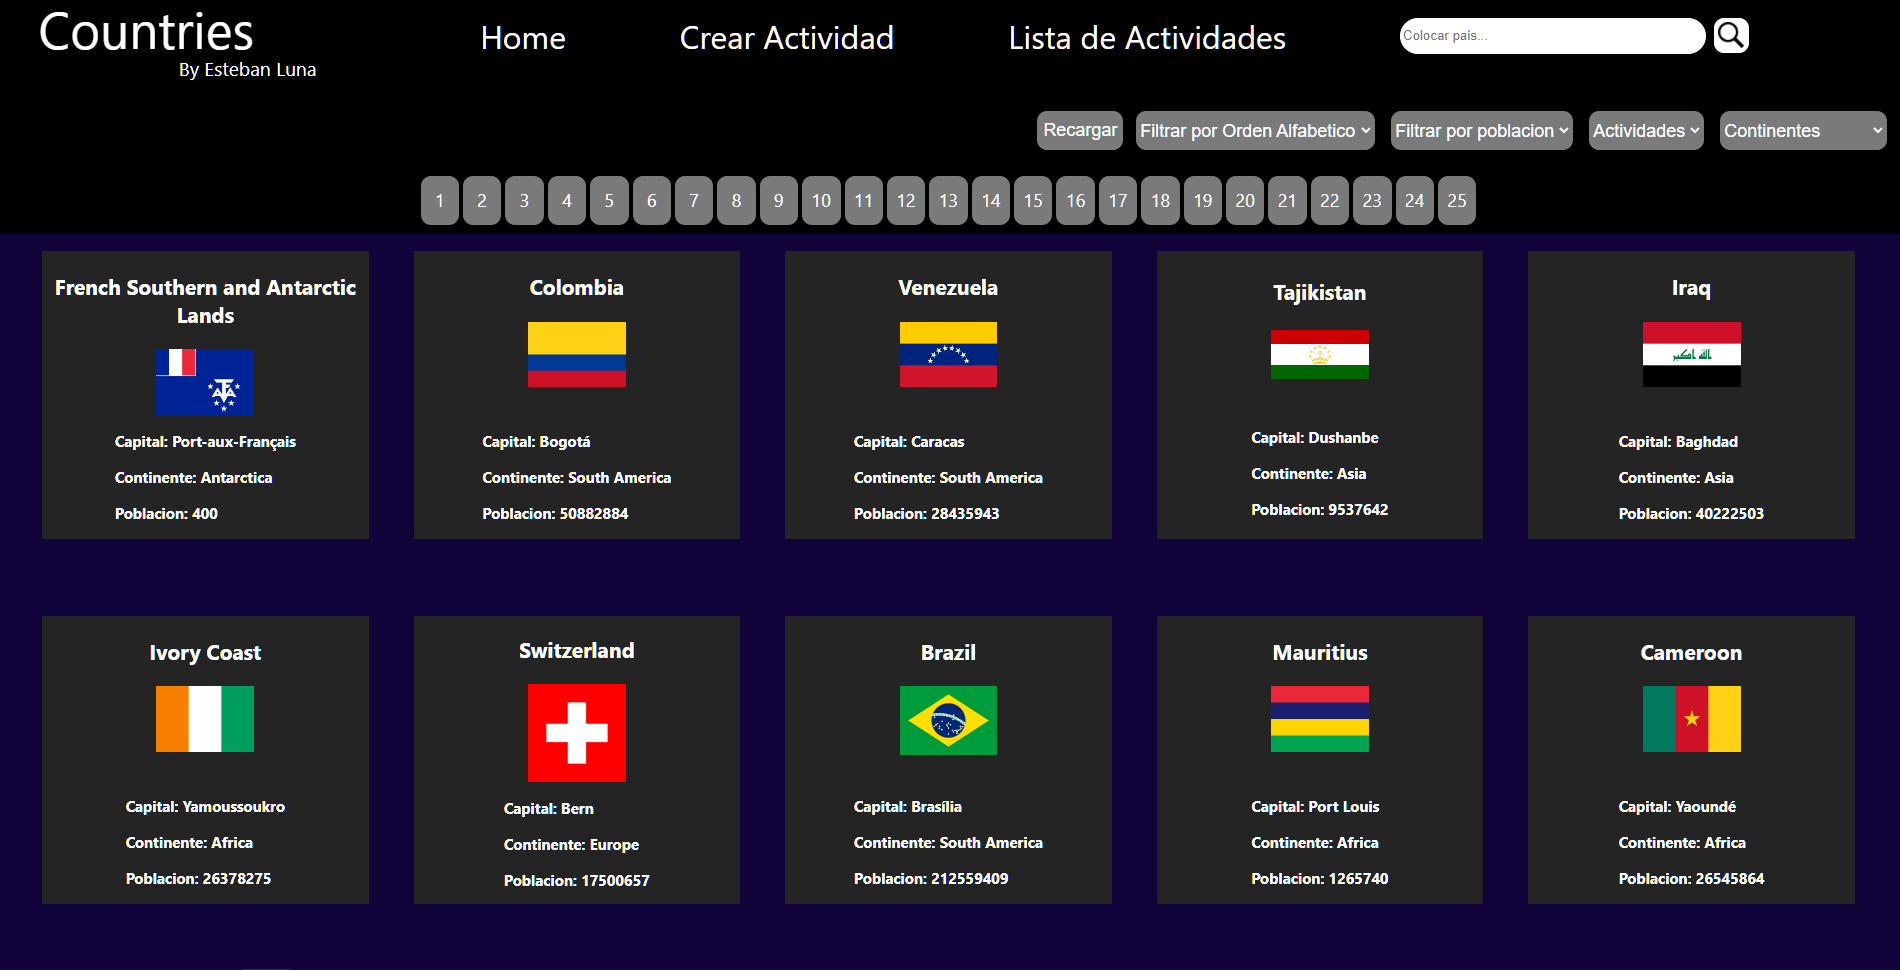 Countries
By Esteban Luna
Home
Crear Actividad
Lista de Actividades
Colocar país...
Recargar
Filtrar por Orden Alfabetico
Filtrar por poblacion
Actividades
Continentes
1 2 3 4 5 6 7 8 9 10 11 12 13 14 15 16 17 18 19 20 21 22 23 24 25
French Southern and Antarctic
Lands
Capital: Port-aux-Français
Continente: Antarctica
Poblacion: 400
Colombia
Capital: Bogotá
Continente: South America
Poblacion: 50882884
Venezuela
Capital: Caracas
Continente: South America
Poblacion: 28435943
Tajikistan
Capital: Dushanbe
Continente: Asia
Poblacion: 9537642
Iraq
الله اكبر
Capital: Baghdad
Continente: Asia
Poblacion: 40222503
Ivory Coast
Capital: Yamoussoukro
Continente: Africa
Poblacion: 26378275
Switzerland
Capital: Bern
Continente: Europe
Poblacion: 17500657
Brazil
Capital: Brasília
Continente: South America
Poblacion: 212559409
Mauritius
Capital: Port Louis
Continente: Africa
Poblacion: 1265740
Cameroon
Capital: Yaoundé
Continente: Africa
Poblacion: 26545864